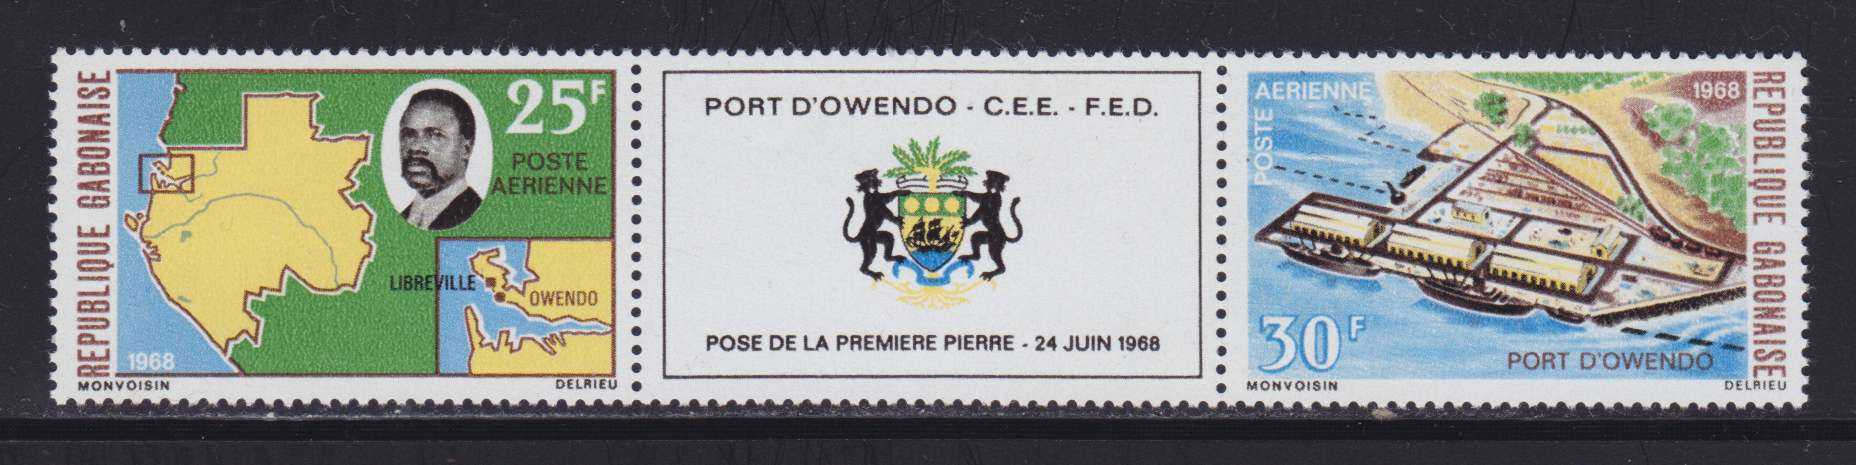 REPUBLIQUE GABONAISE
25F
POSTE
AERIENNE
LIBREVILLE
OWENDO
1968
MONVOISIN
DELRIEU
PORT D'OWENDO - C.E.E. - F.E.D.
POSE DE LA PREMIERE PIERRE - 24 JUIN 1968
POSTE AERIENNE
1968
REPUBLIQUE GABONAISE
30F
PORT D'OWENDO
MONVOISIN
DELRIEU